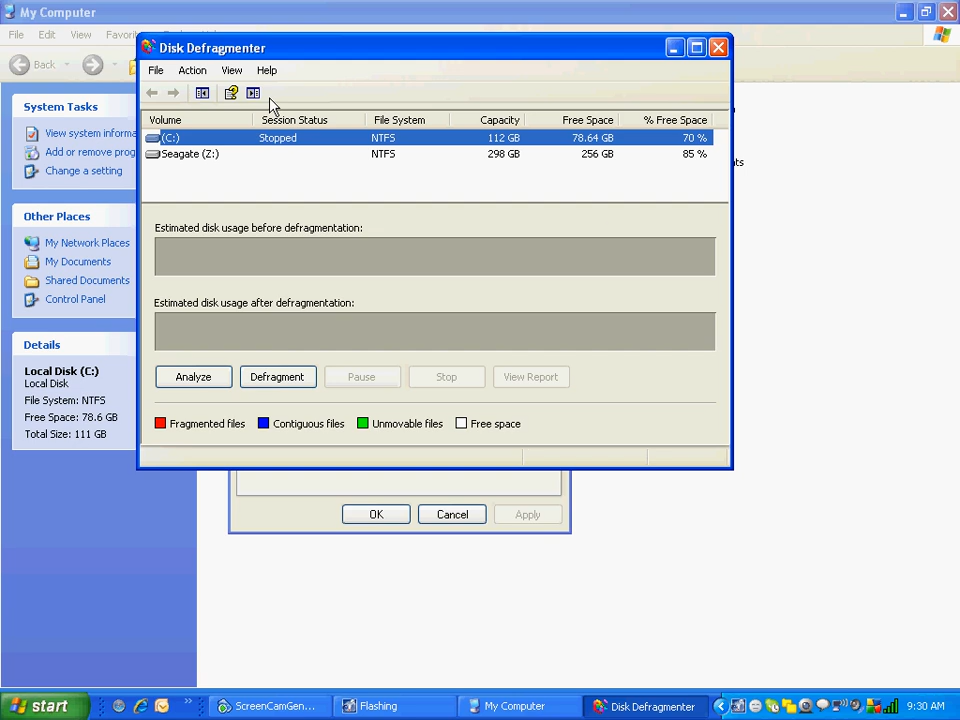 My Computer
File Edit View Favori
Back
System Tasks
View system informa
Add or remove prog
Change a setting
Other Places
My Network Places
My Documents
Shared Documents
Control Panel
Details
Local Disk (C:)
Local Disk
File System: NTFS
Free Space: 78.6 GB
Total Size: 111 GB
Disk Defragmenter
File Action View Help
Volume Session Status File System Capacity Free Space % Free Space
(C:) Stopped NTFS 112 GB 78.64 GB 70 %
Seagate (Z:) NTFS 298 GB 256 GB 85 %
ts
Estimated disk usage before defragmentation:
Estimated disk usage after defragmentation:
Analyze Defragment Pause Stop View Report
Fragmented files Contiguous files Unmovable files Free space
OK Cancel Apply
start ScreenCamGen... Flashing My Computer Disk Defragmenter 9:30 AM